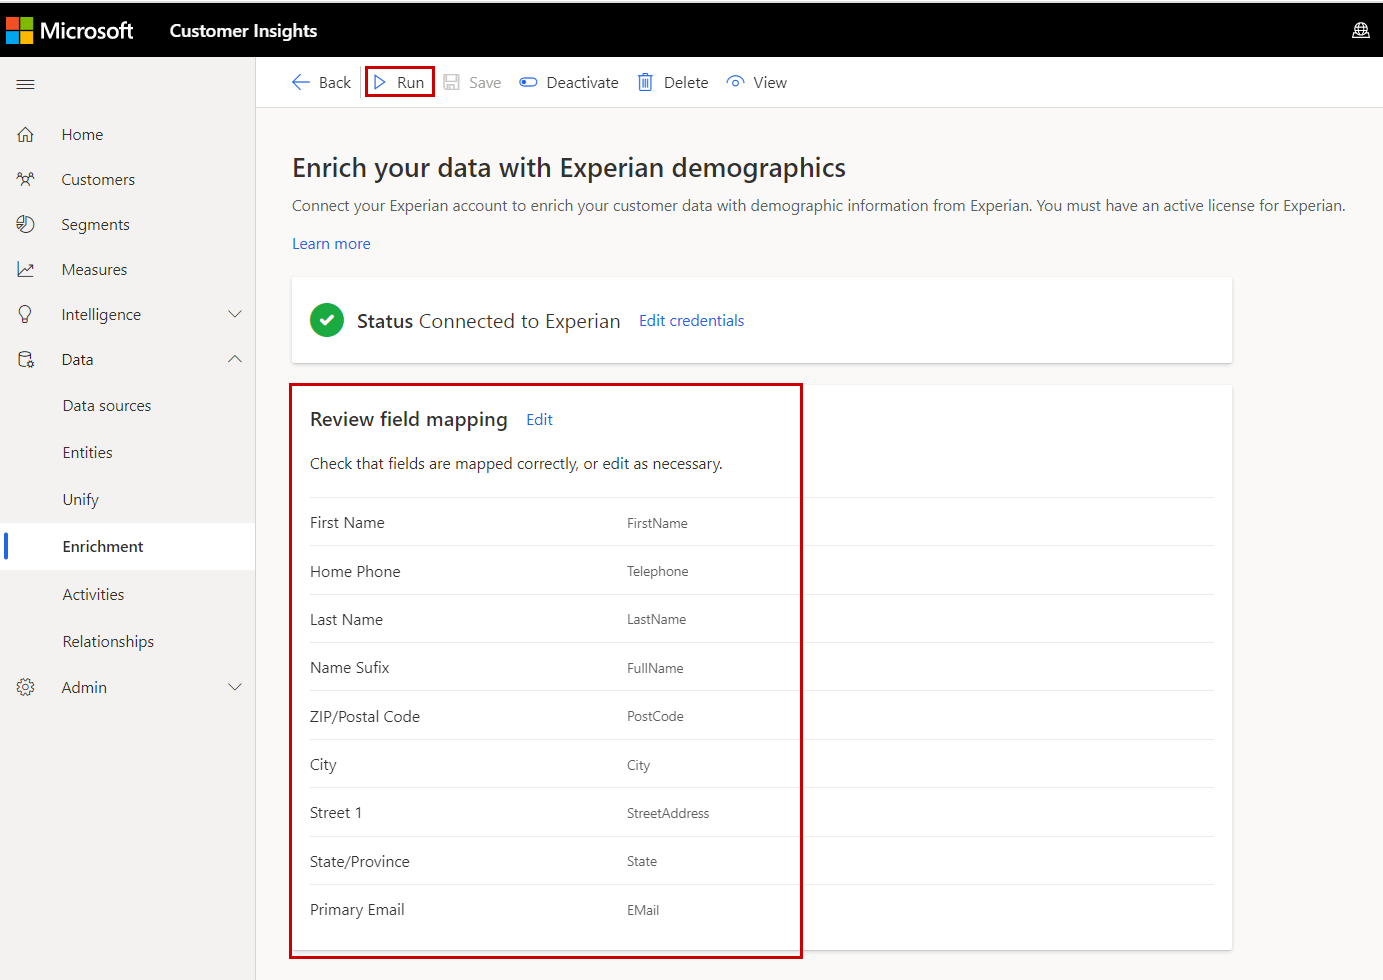 Microsoft Customer Insights
Back Run Save Deactivate Delete View
Home
Customers
Segments
Measures
Intelligence
Data
Data sources
Entities
Unify
Enrichment
Activities
Relationships
Admin
Enrich your data with Experian demographics
Connect your Experian account to enrich your customer data with demographic information from Experian. You must have an active license for Experian.
Learn more
Status Connected to Experian Edit credentials
Review field mapping Edit
Check that fields are mapped correctly, or edit as necessary.
First Name FirstName
Home Phone Telephone
Last Name LastName
Name Sufix FullName
ZIP/Postal Code PostCode
City City
Street 1 StreetAddress
State/Province State
Primary Email EMail